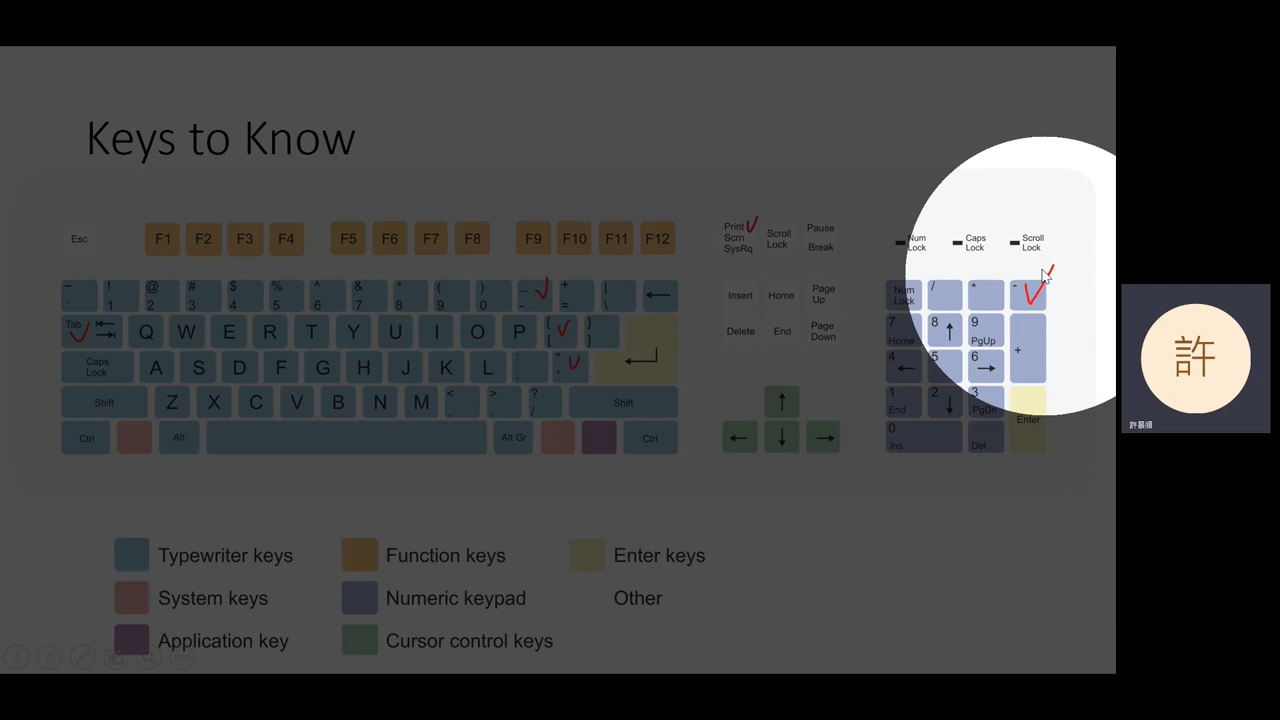 Keys to Know
Esc F1 F2 F3 F4 F5 F6 F7 F8 F9 F10 F11 F12
Print Scrn SysRq
Scroll Lock
Pause Break
Num Lock
Caps Lock
Scroll Lock
~ ` ! 1 @ 2 # 3 $ 4 % 5 ^ 6 & 7 * 8 ( 9 ) 0 _ - + = | \ ←
Insert Home Page Up
Num Lock / * -
Tab Q W E R T Y U I O P { [ } ]
Delete End Page Down
7 Home 8 ↑ 9 PgUp +
Caps Lock A S D F G H J K L : ; "
4 ← 5 6 →
Shift Z X C V B N M < , > . ? / Shift
↑
1 End 2 ↓ 3 PgDn Enter
Ctrl Alt Alt Gr Ctrl
← ↓ →
0 Ins Del
Typewriter keys
Function keys
Enter keys
System keys
Numeric keypad
Other
Application key
Cursor control keys
許
許景順